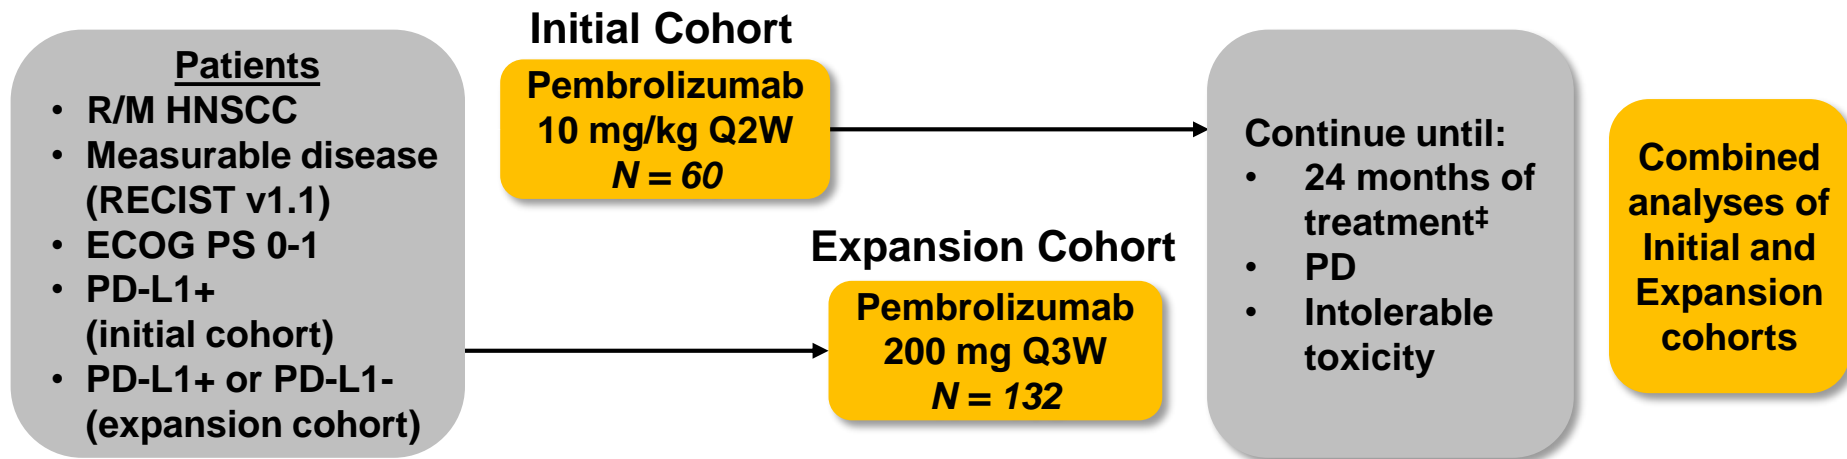 Patients
• R/M HNSCC
• Measurable disease
(RECIST v1.1)
• ECOG PS 0-1
• PD-L1+
(initial cohort)
• PD-L1+ or PD-L1-
(expansion cohort)
Initial Cohort
Pembrolizumab
10 mg/kg Q2W
N = 60
Expansion Cohort
Pembrolizumab
200 mg Q3W
N = 132
Continue until:
• 24 months of
treatment‡
• PD
• Intolerable
toxicity
Combined
analyses of
Initial and
Expansion
cohorts